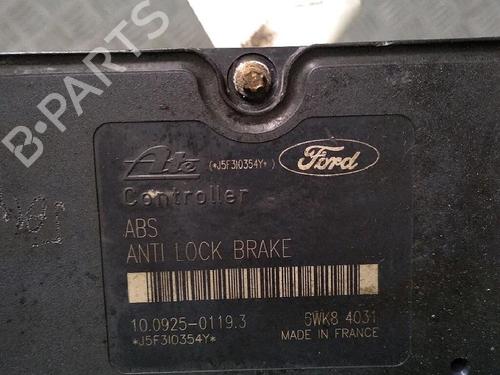 B-PARTS
Ate (*J5F310354Y*) Ford
Controller
ABS
ANTI LOCK BRAKE
10.0925-0119.3 5WK8 4031
*J5F310354Y* MADE IN FRANCE